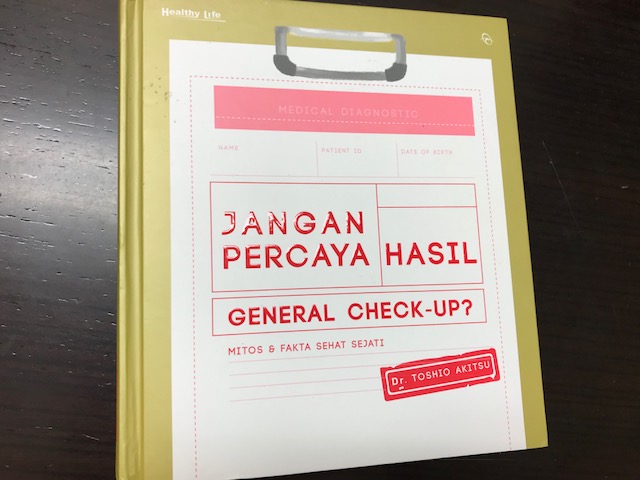 Healthy Life
MEDICAL DIAGNOSTIC
NAME
PATIENT ID
DATE OF BIRTH
JANGAN
PERCAYA HASIL
GENERAL CHECK-UP?
MITOS & FAKTA SEHAT SEJATI
Dr. TOSHIO AKITSU